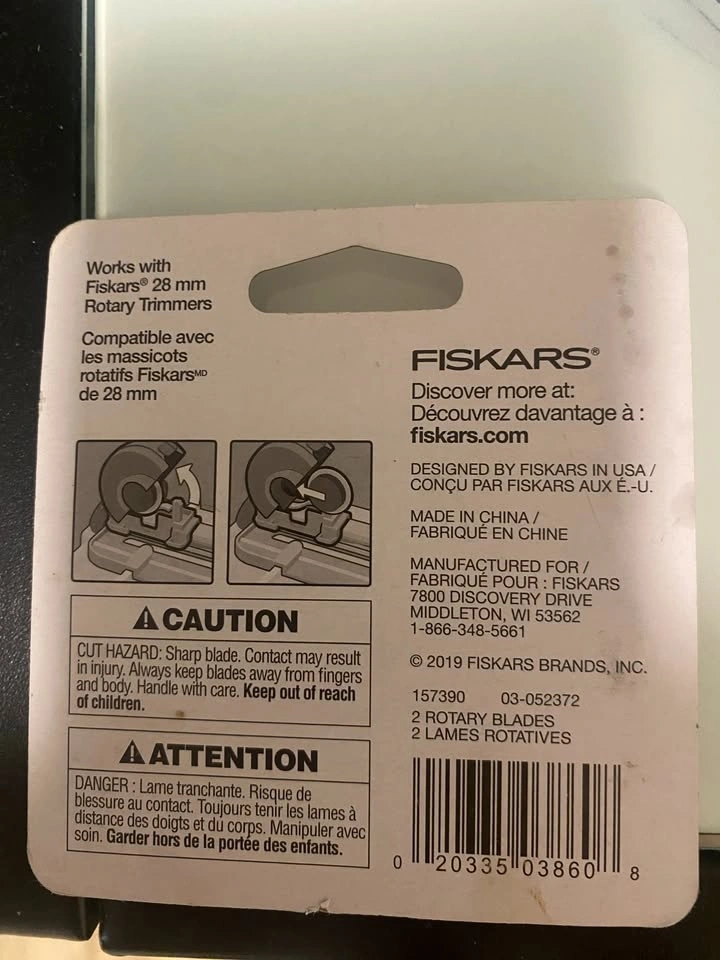 Works with
Fiskars® 28 mm
Rotary Trimmers
Compatible avec
les massicots
rotatifs Fiskarsᴹᴰ
de 28 mm
⚠ CAUTION
CUT HAZARD: Sharp blade. Contact may result
in injury. Always keep blades away from fingers
and body. Handle with care. Keep out of reach
of children.
⚠ ATTENTION
DANGER : Lame tranchante. Risque de
blessure au contact. Toujours tenir les lames à
distance des doigts et du corps. Manipuler avec
soin. Garder hors de la portée des enfants.
FISKARS®
Discover more at:
Découvrez davantage à :
fiskars.com
DESIGNED BY FISKARS IN USA /
CONÇU PAR FISKARS AUX É.-U.
MADE IN CHINA /
FABRIQUÉ EN CHINE
MANUFACTURED FOR /
FABRIQUÉ POUR : FISKARS
7800 DISCOVERY DRIVE
MIDDLETON, WI 53562
1-866-348-5661
© 2019 FISKARS BRANDS, INC.
157390 03-052372
2 ROTARY BLADES
2 LAMES ROTATIVES
0 20335 03860 8